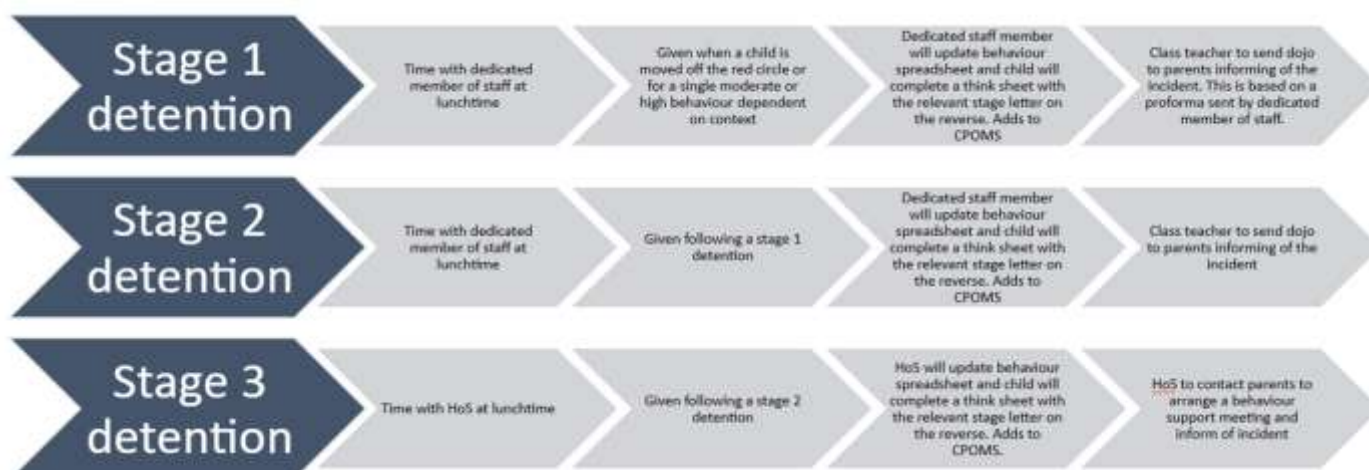 Stage 1
detention
Time with dedicated
member of staff at
lunchtime
Given when a child is
moved off the red circle or
for a single moderate or
high behaviour dependent
on context
Dedicated staff member
will update behaviour
spreadsheet and child will
complete a think sheet with
the relevant stage letter on
the reverse. Adds to
CPOMS
Class teacher to send dojo
to parents informing of the
incident. This is based on a
proforma sent by dedicated
member of staff.
Stage 2
detention
Time with dedicated
member of staff at
lunchtime
Given following a stage 1
detention
Dedicated staff member
will update behaviour
spreadsheet and child will
complete a think sheet with
the relevant stage letter on
the reverse. Adds to
CPOMS
Class teacher to send dojo
to parents informing of the
incident
Stage 3
detention
Time with HoS at lunchtime
Given following a stage 2
detention
HoS will update behaviour
spreadsheet and child will
complete a think sheet with
the relevant stage letter on
the reverse. Adds to
CPOMS.
HoS to contact parents to
arrange a behaviour
support meeting and
inform of incident